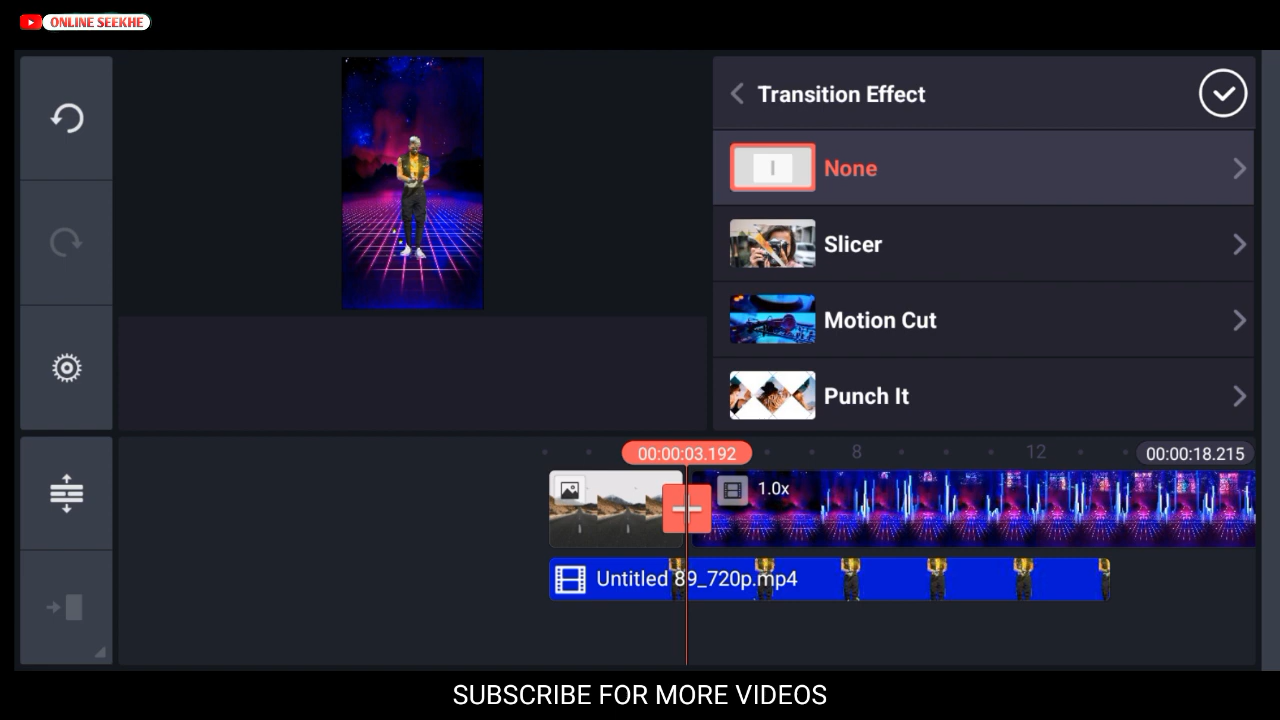 ONLINE SEEKHE
Transition Effect
None
Slicer
Motion Cut
Punch It
00:00:03.192
8
12
00:00:18.215
1.0x
Untitled 89_720p.mp4
SUBSCRIBE FOR MORE VIDEOS